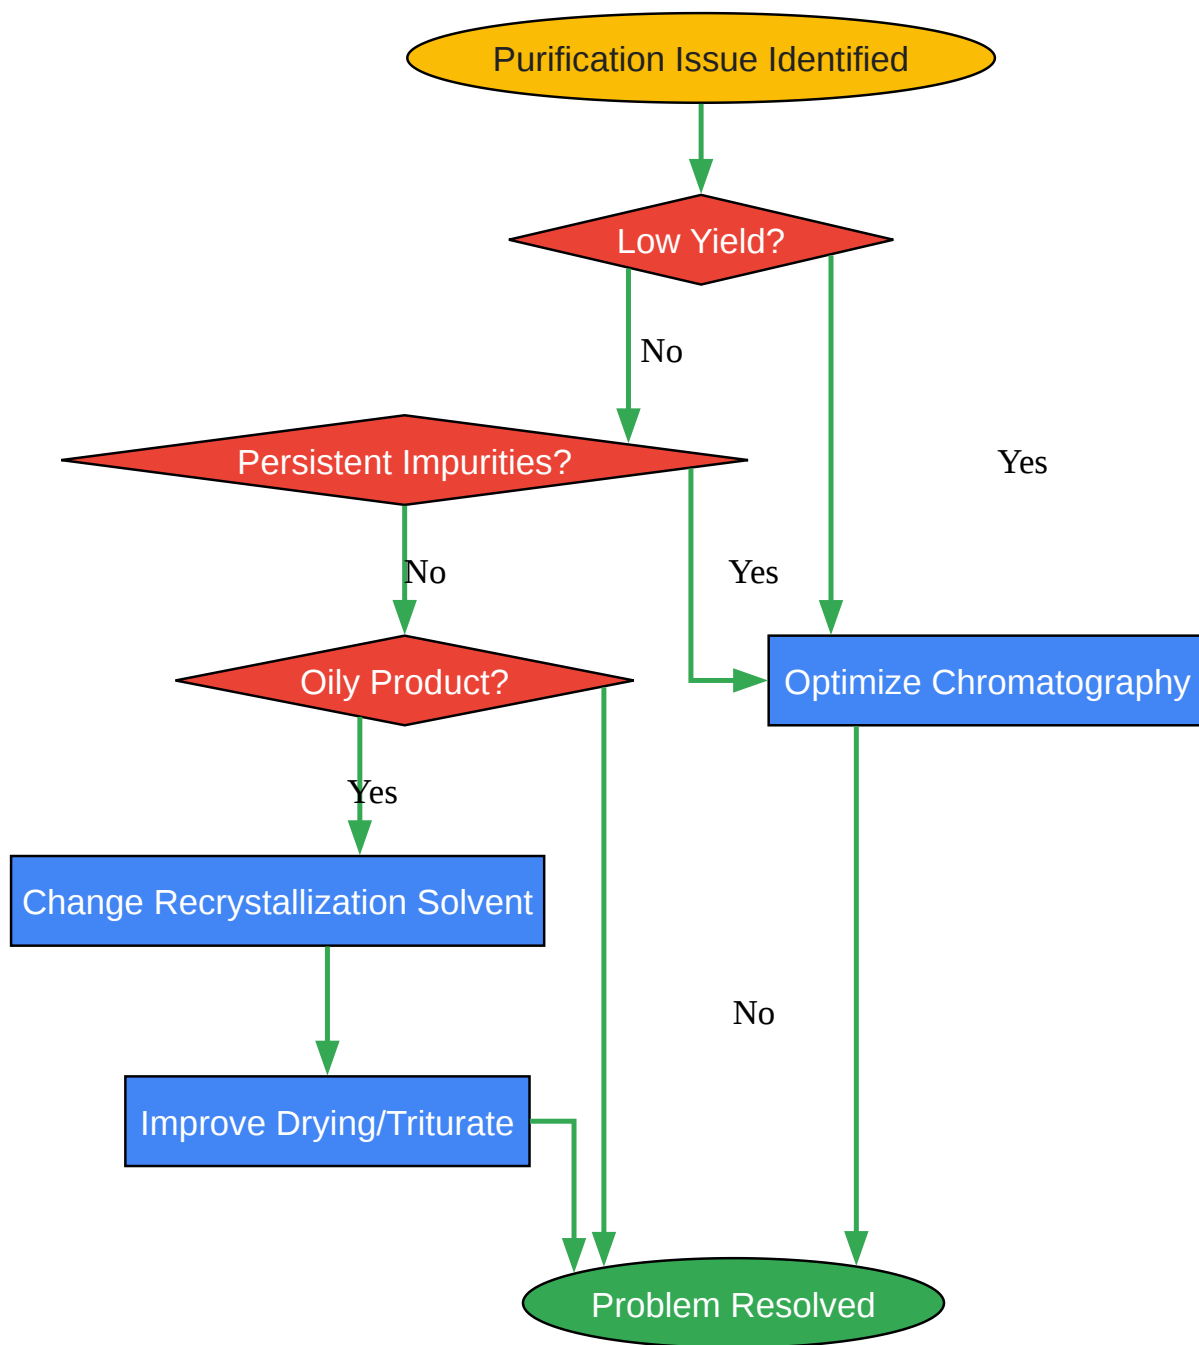 Purification Issue Identified
Low Yield?
No
Persistent Impurities?
Yes
No
Yes
Oily Product?
Optimize Chromatography
Yes
Change Recrystallization Solvent
No
Improve Drying/Triturate
Problem Resolved